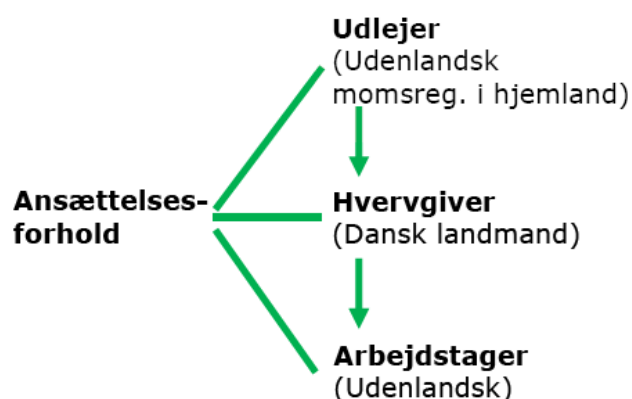 Udlejer
(Udenlandsk
momsreg. i hjemland)
Ansættelses-
forhold
Hvervgiver
(Dansk landmand)
Arbejdstager
(Udenlandsk)